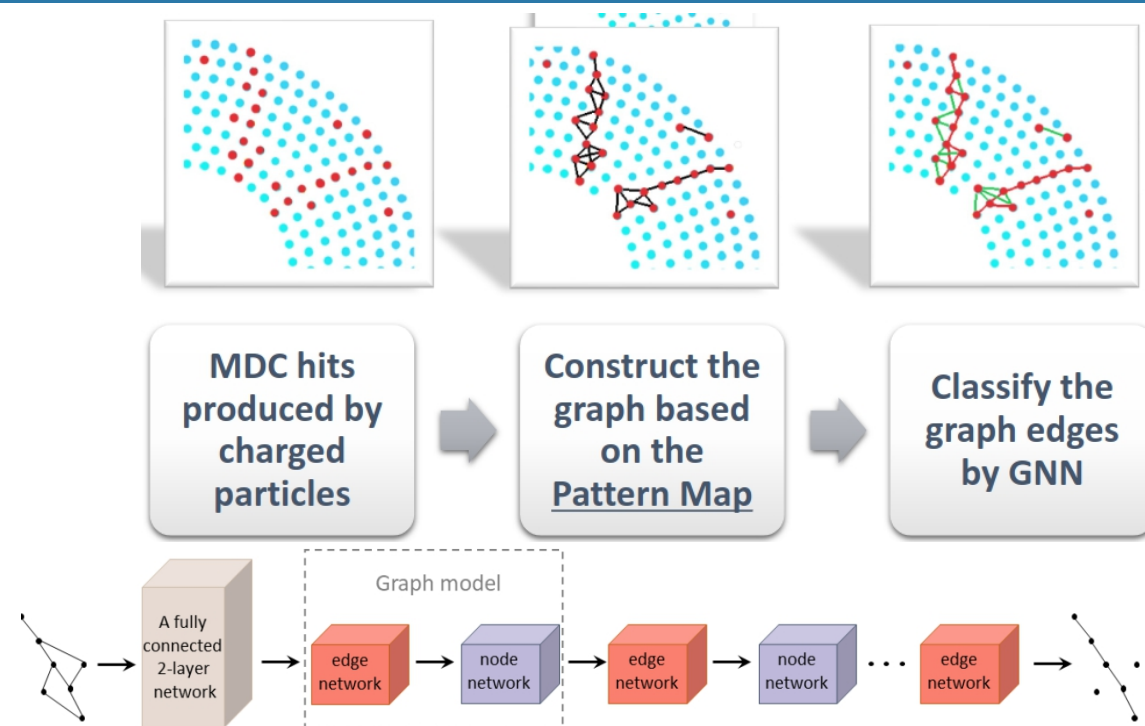 MDC hits
produced by
charged
particles
Construct the
graph based
on the
Pattern Map
Classify the
graph edges
by GNN
Graph model
A fully
connected
2-layer
network
edge
network
node
network
edge
network
node
network
...
edge
network